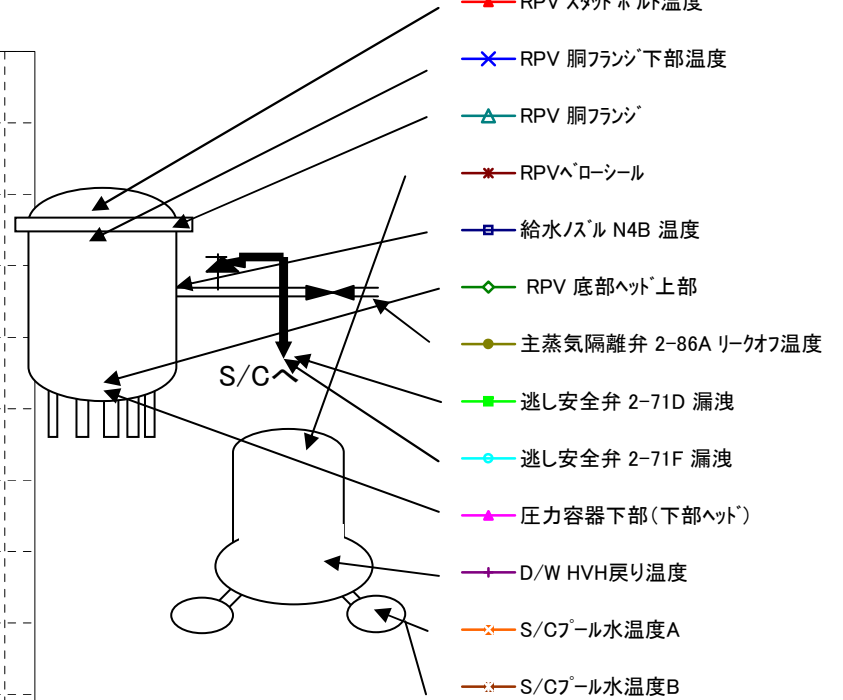 RPV スタッドボルト温度
RPV 胴フランジ下部温度
RPV 胴フランジ
RPVベローシール
給水ノズル N4B 温度
RPV 底部ヘッド上部
主蒸気隔離弁 2-86A リークオフ温度
S/Cへ
逃し安全弁 2-71D 漏洩
逃し安全弁 2-71F 漏洩
圧力容器下部(下部ヘッド)
D/W HVH戻り温度
S/Cプール水温度A
S/Cプール水温度B